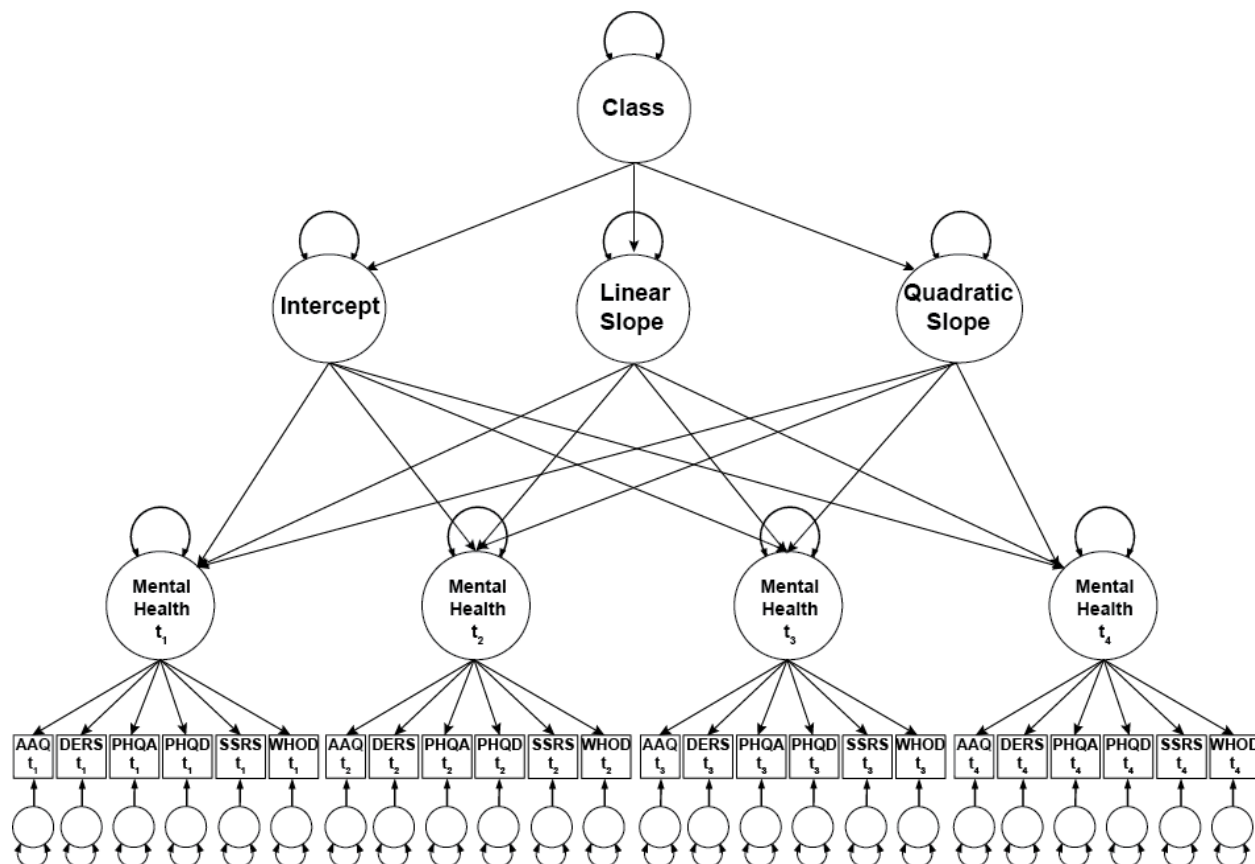 Class
Intercept
Linear
Slope
Quadratic
Slope
Mental
Health
t1
Mental
Health
t2
Mental
Health
t3
Mental
Health
t4
AAQ DERS PHQA PHQD SSRS WHOD AAQ DERS PHQA PHQD SSRS WHOD AAQ DERS PHQA PHQD SSRS WHOD AAQ DERS PHQA PHQD SSRS WHOD
t1 t1 t1 t1 t1 t1 t2 t2 t2 t2 t2 t2 t3 t3 t3 t3 t3 t3 t4 t4 t4 t4 t4 t4